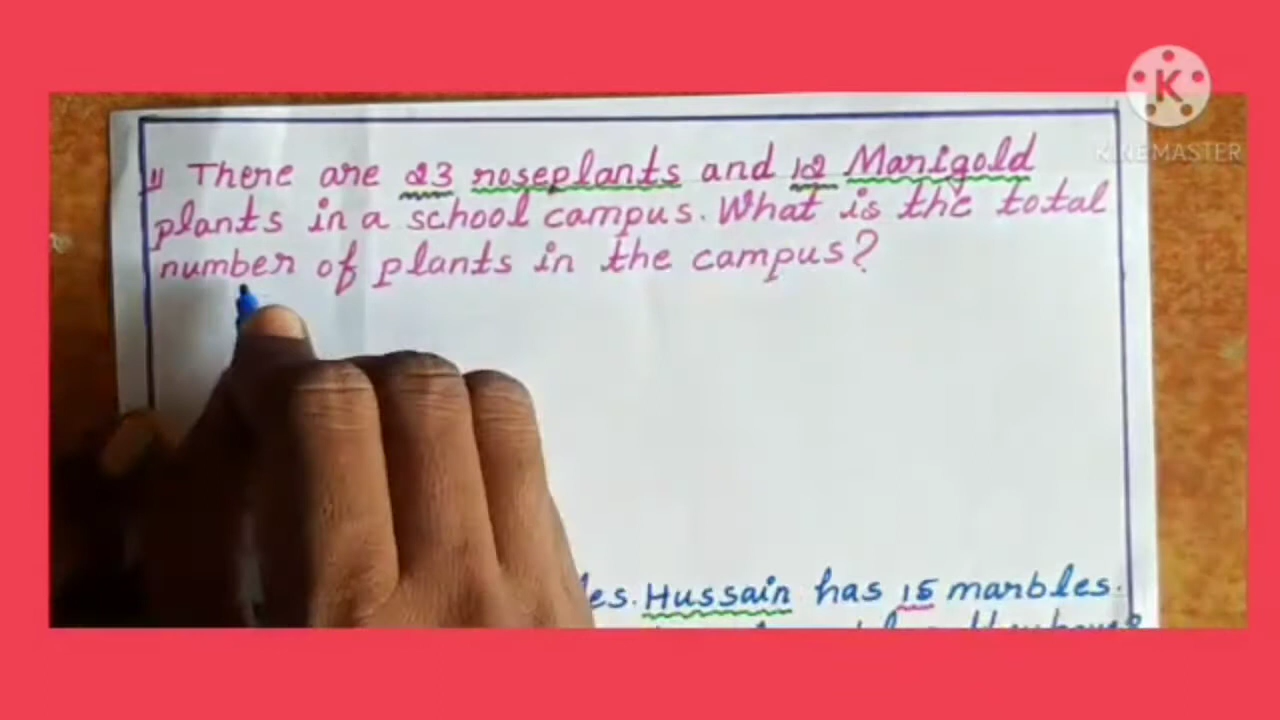 1) There are 23 roseplants and 12 Marigold
plants in a school campus. What is the total
number of plants in the campus?
Hussain has 15 marbles.
K
KINEMASTER